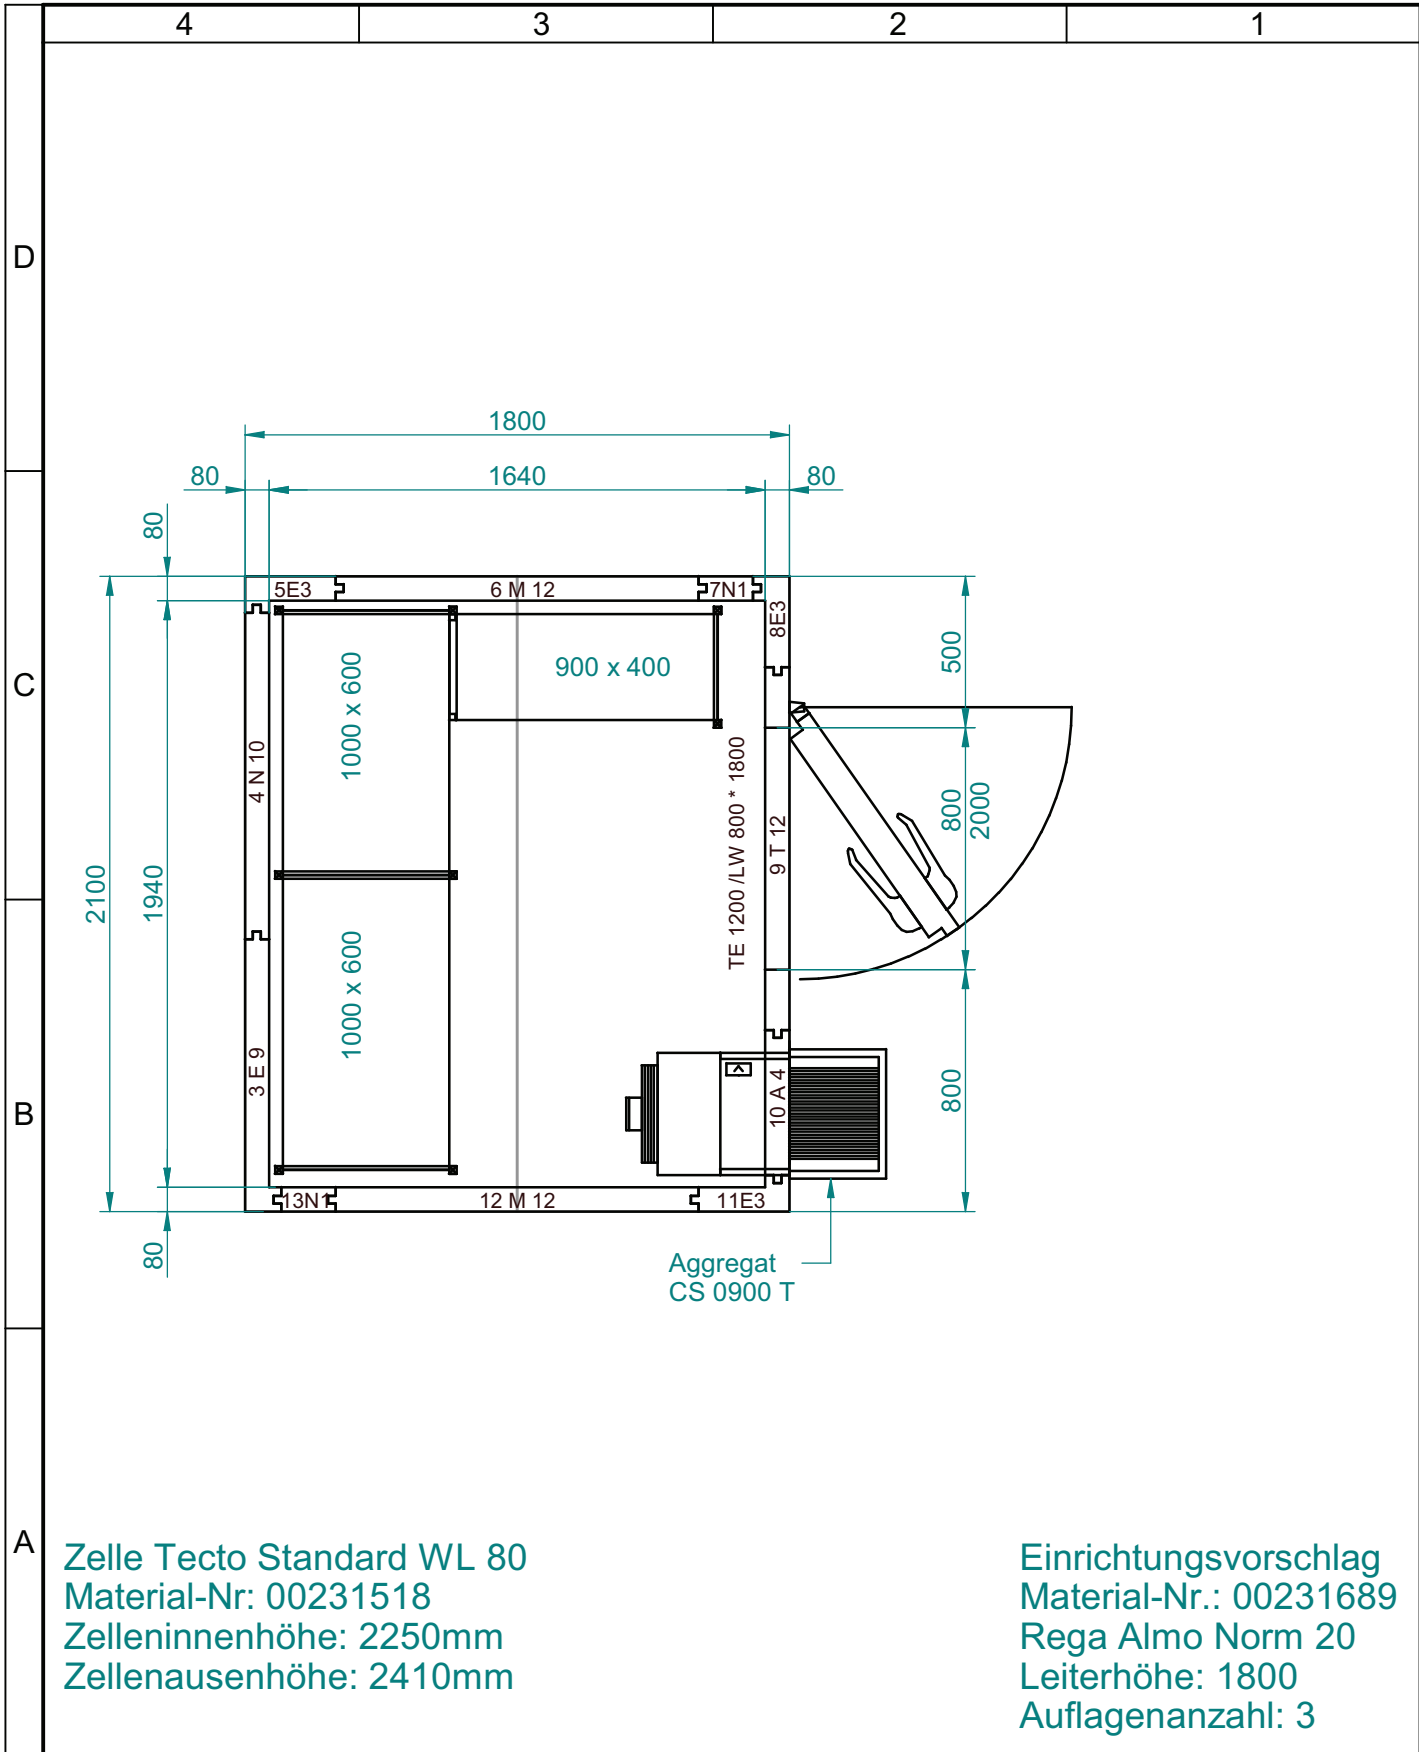 4 3 2 1
D
C
B
A
1800
80 1640 80
80
5E3 6 M 12 7N1
8E3
500
1000 x 600
900 x 400
4 N 10
TE 1200 /LW 800 * 1800
9 T 12
800
2000
2100
1940
1000 x 600
3 E 9
10 A 4
800
13N1 12 M 12 11E3
80
Aggregat
CS 0900 T
Zelle Tecto Standard WL 80
Material-Nr: 00231518
Zelleninnenhöhe: 2250mm
Zellenausenhöhe: 2410mm
Einrichtungsvorschlag
Material-Nr.: 00231689
Rega Almo Norm 20
Leiterhöhe: 1800
Auflagenanzahl: 3